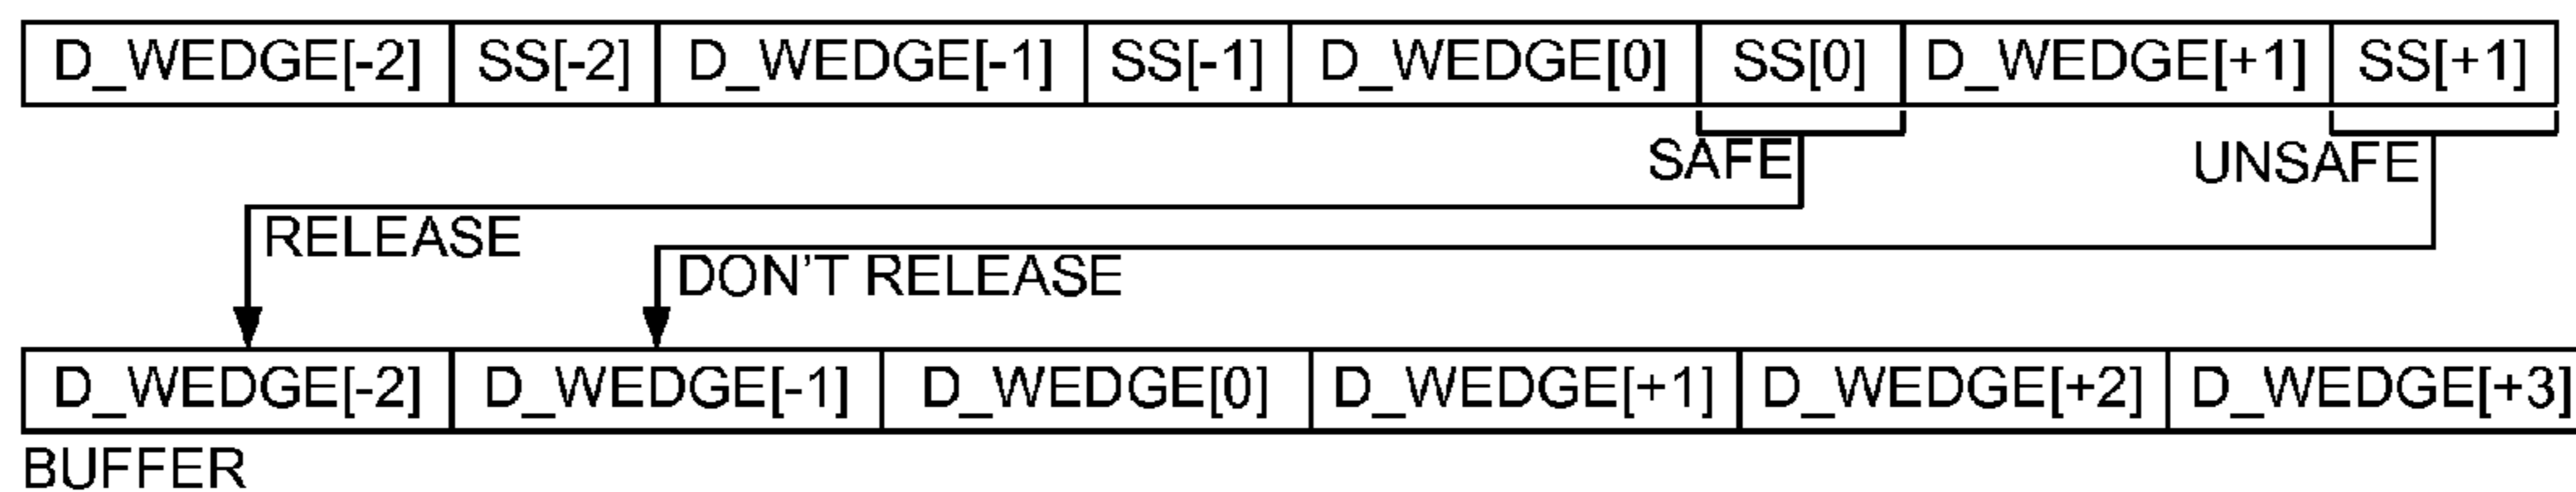 D_WEDGE[-2] SS[-2] D_WEDGE[-1] SS[-1] D_WEDGE[0] SS[0] D_WEDGE[+1] SS[+1]
SAFE UNSAFE
RELEASE
DON'T RELEASE
D_WEDGE[-2] D_WEDGE[-1] D_WEDGE[0] D_WEDGE[+1] D_WEDGE[+2] D_WEDGE[+3]
BUFFER